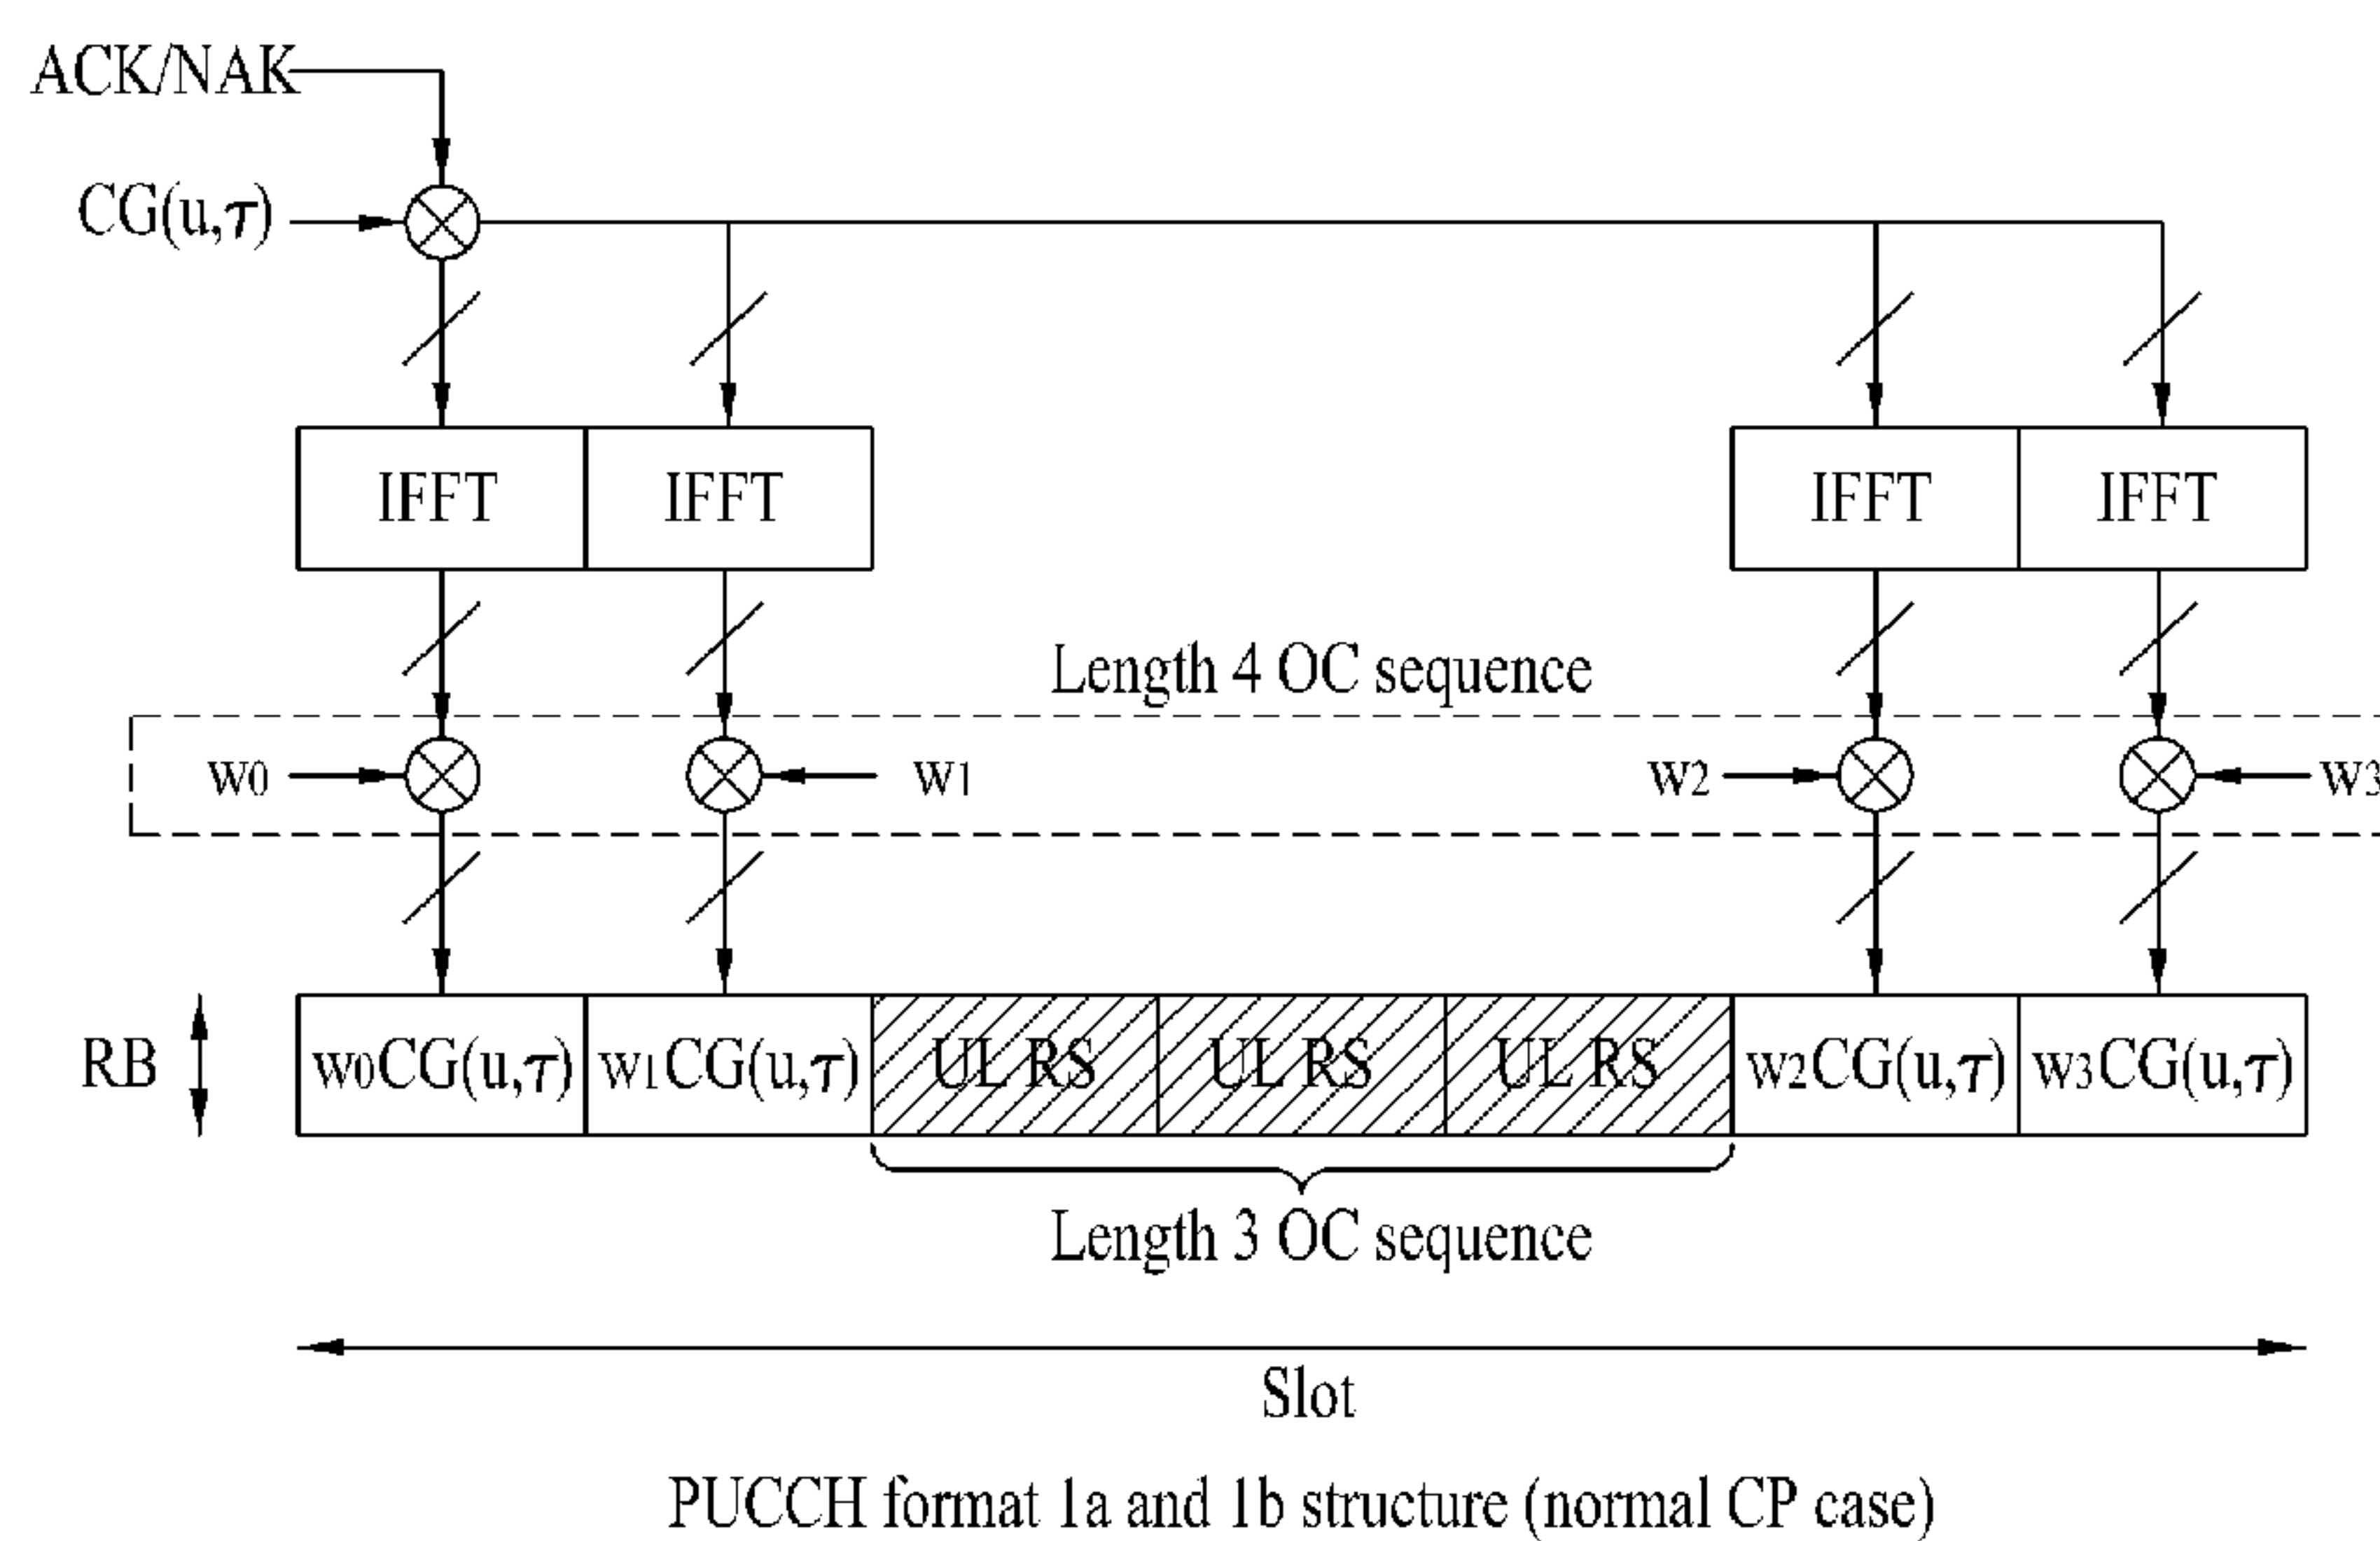 ACK/NAK
CG(u,τ)
IFFT IFFT IFFT IFFT
Length 4 OC sequence
w0 w1 w2 w3
RB w0CG(u,τ) w1CG(u,τ) UL RS UL RS UL RS w2CG(u,τ) w3CG(u,τ)
Length 3 OC sequence
Slot
PUCCH format 1a and 1b structure (normal CP case)